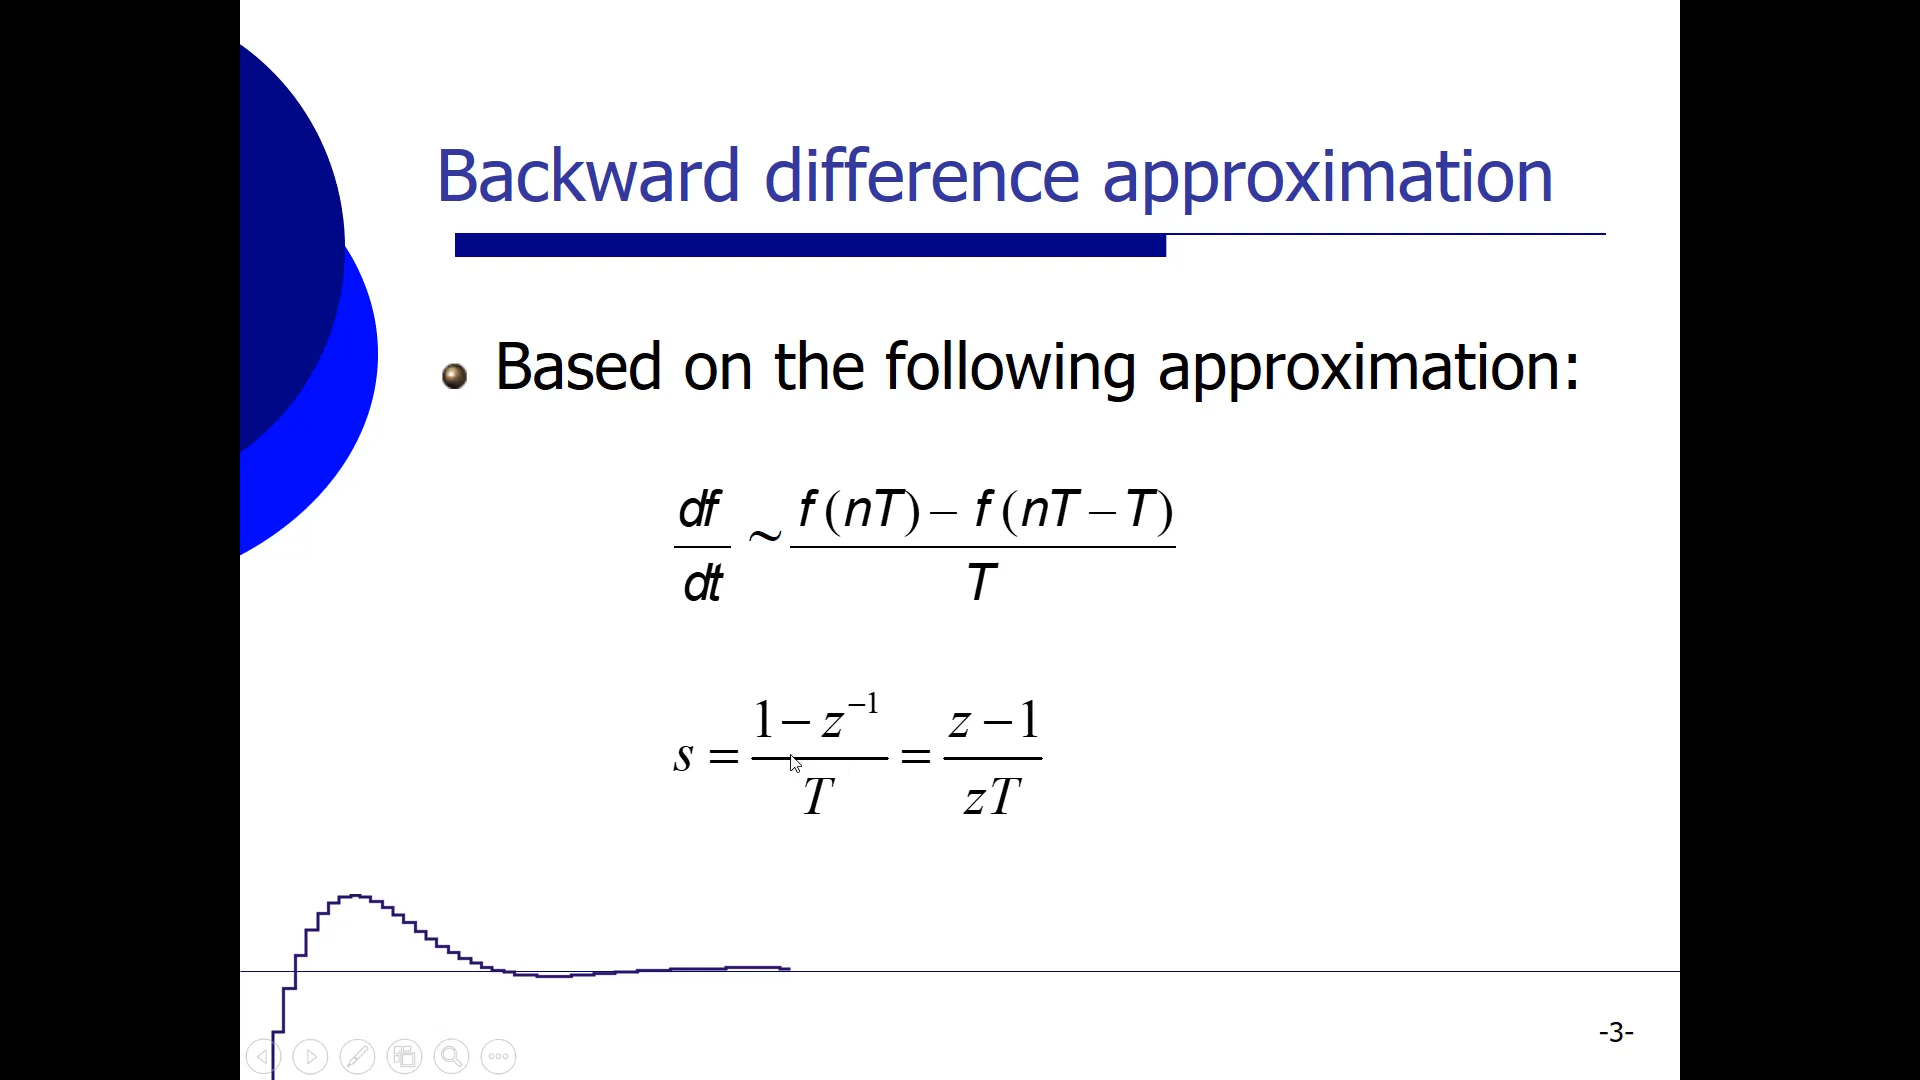 Backward difference approximation
Based on the following approximation:
df/dt ~ (f(nT) – f(nT – T))/T
s = (1 – z⁻¹)/T = (z – 1)/(zT)
-3-